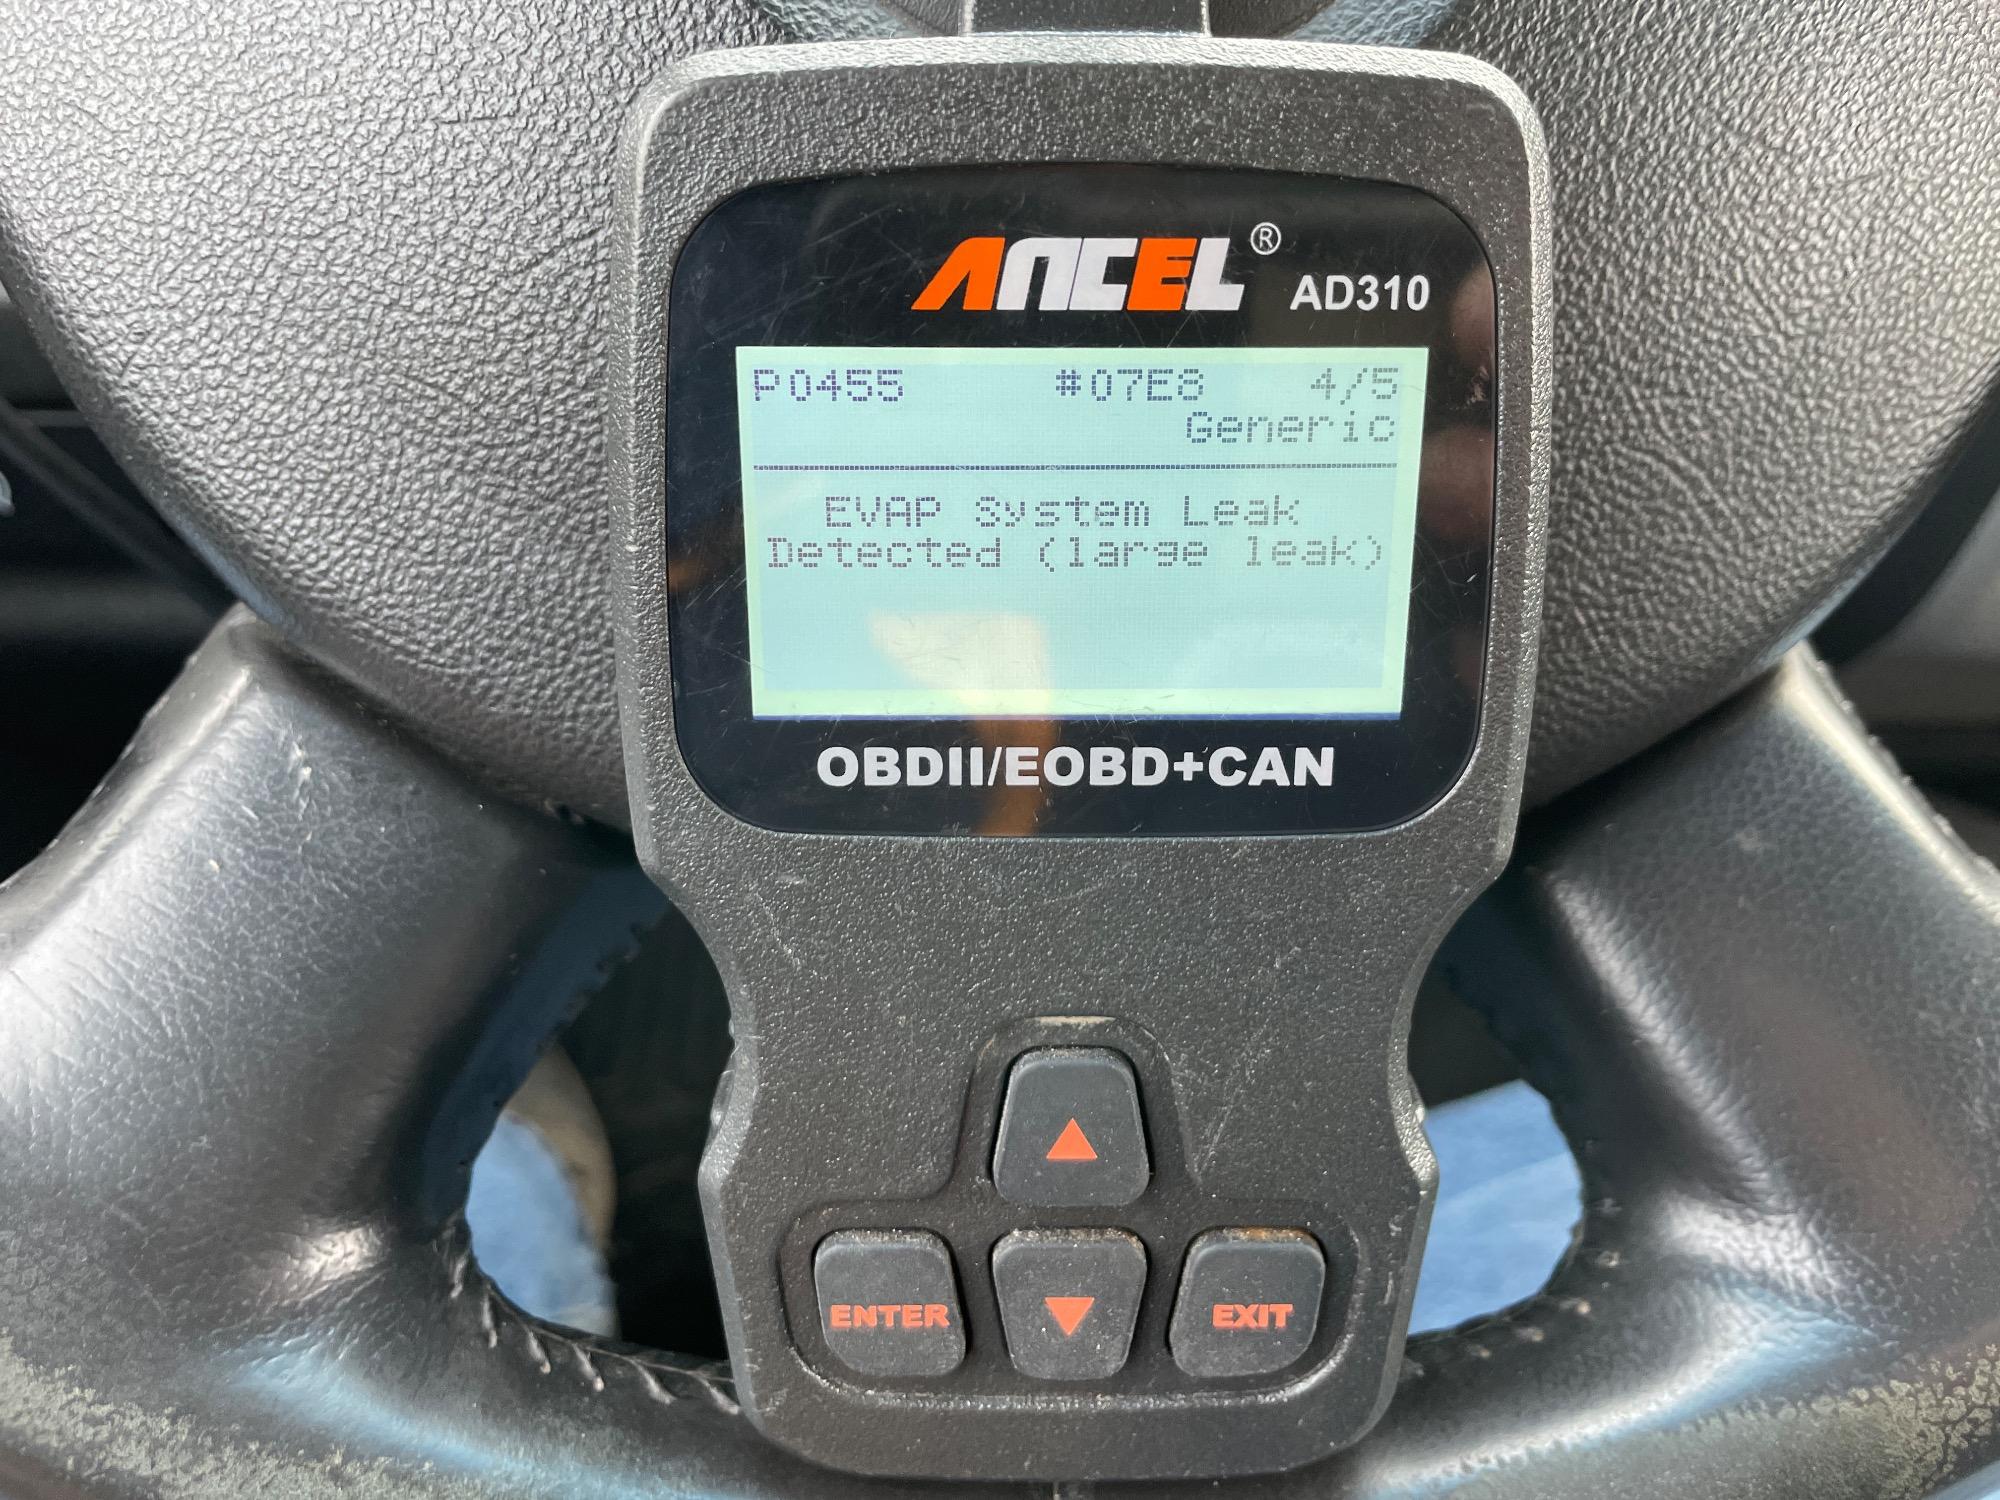 ANCEL® AD310
P0455 #07E8 4/5
Generic
EVAP System Leak
Detected (large leak)
OBDII/EOBD+CAN
ENTER EXIT